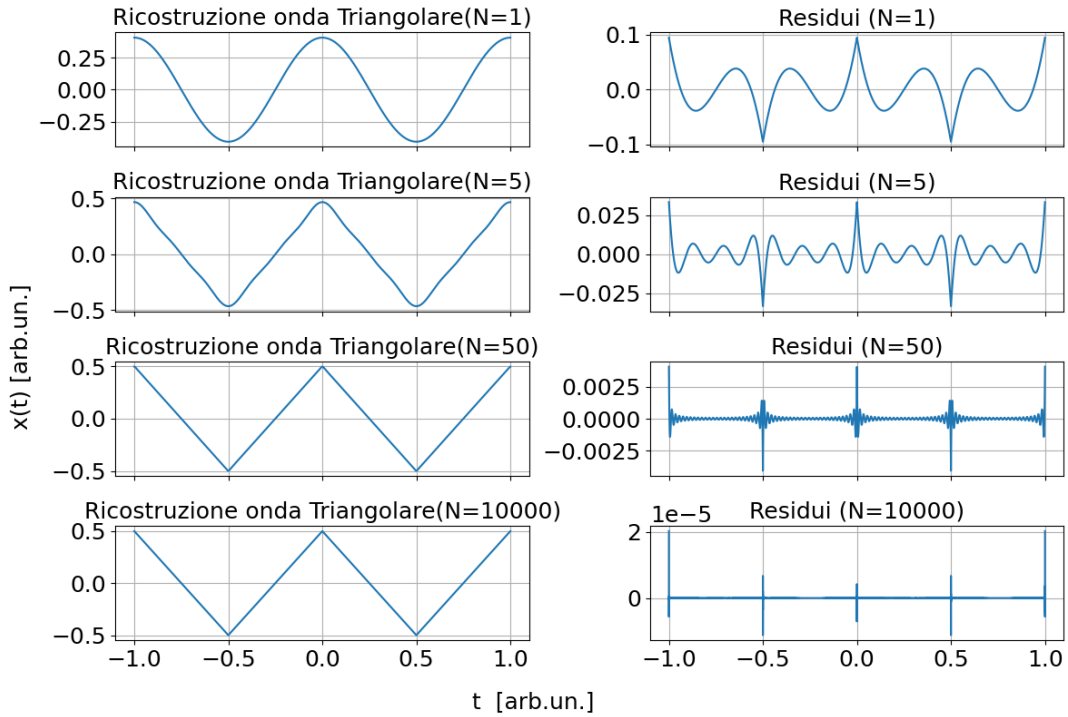 Ricostruzione onda Triangolare(N=1)
Residui (N=1)
0.25
0.00
−0.25
0.1
0.0
−0.1
Ricostruzione onda Triangolare(N=5)
Residui (N=5)
0.5
0.0
−0.5
0.025
0.000
−0.025
Ricostruzione onda Triangolare(N=50)
Residui (N=50)
0.5
0.0
−0.5
0.0025
0.0000
−0.0025
x(t) [arb.un.]
Ricostruzione onda Triangolare(N=10000)
1e−5 Residui (N=10000)
0.5
0.0
−0.5
2
0
−1.0 −0.5 0.0 0.5 1.0
−1.0 −0.5 0.0 0.5 1.0
t [arb.un.]